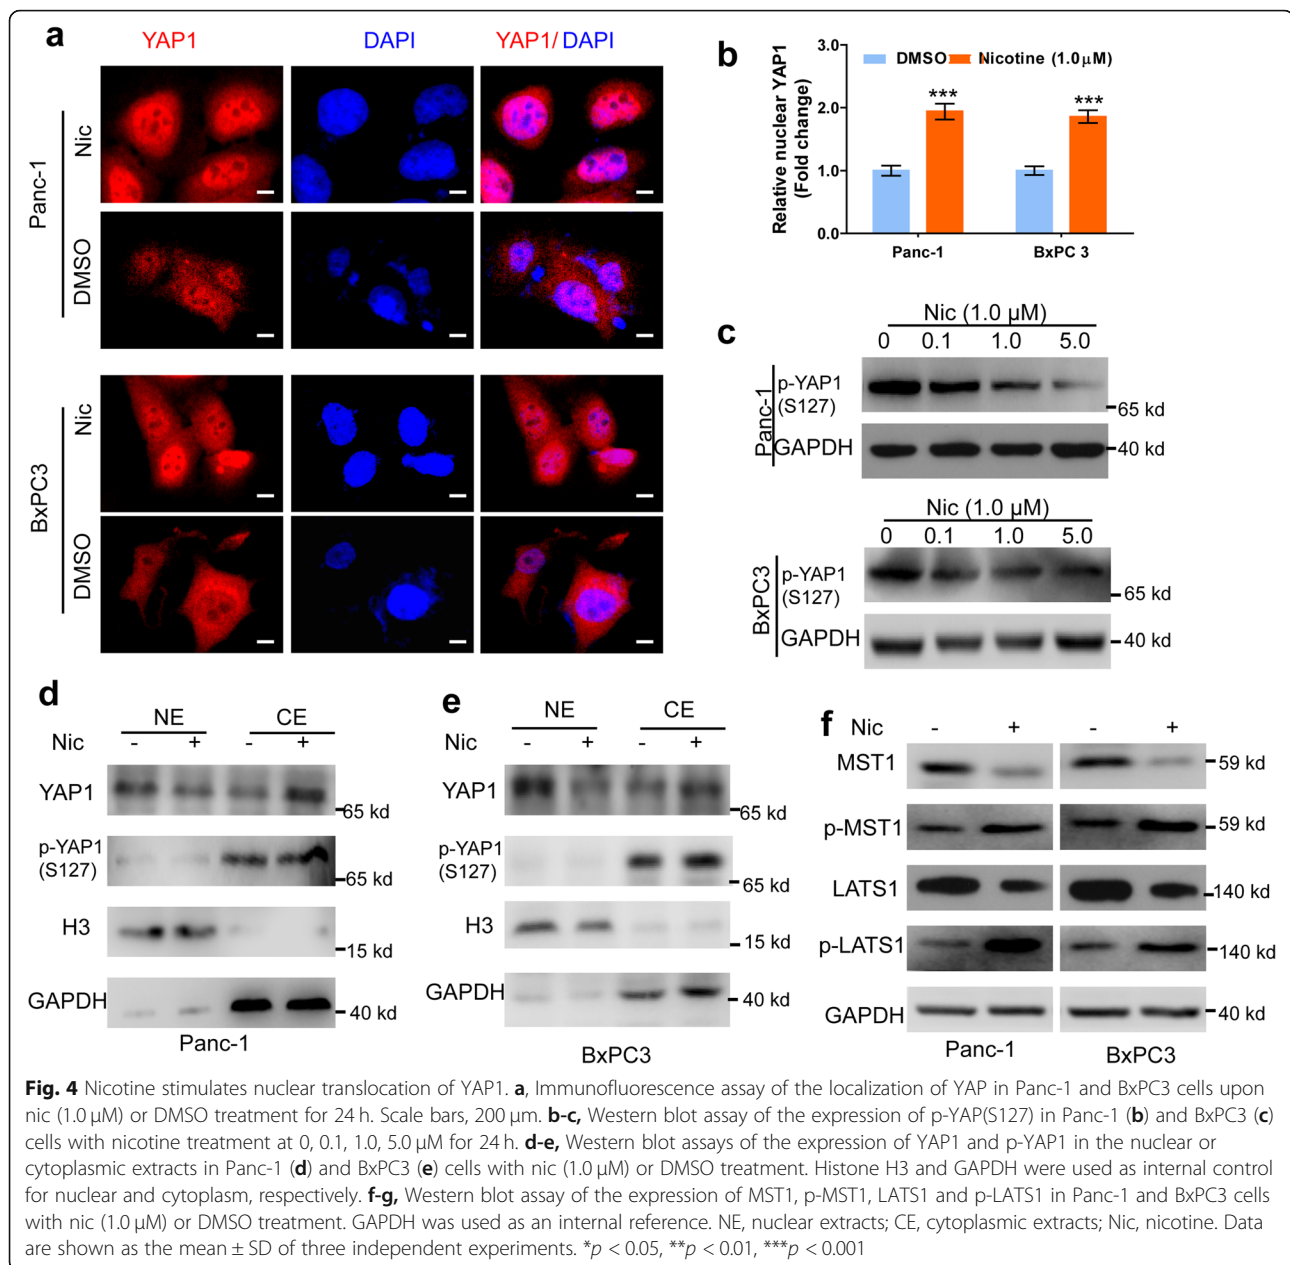 a
YAP1 DAPI YAP1/DAPI
Panc-1
Nic
DMSO
BxPC3
Nic
DMSO
b
Relative nuclear YAP1
(Fold change)
3.0
2.0
1.0
0.0
DMSO Nicotine (1.0μM)
*** ***
Panc-1 BxPC 3
c
Nic (1.0 μM)
0 0.1 1.0 5.0
Panc-1
p-YAP1
(S127)
65 kd
GAPDH 40 kd
Nic (1.0 μM)
0 0.1 1.0 5.0
BxPC3
p-YAP1
(S127)
65 kd
GAPDH 40 kd
d
NE CE
Nic - + - +
YAP1
65 kd
p-YAP1
(S127)
65 kd
H3
15 kd
GAPDH 40 kd
Panc-1
e
NE CE
Nic - + - +
YAP1
65 kd
p-YAP1
(S127)
65 kd
H3
15 kd
GAPDH 40 kd
BxPC3
f
Nic - + - +
MST1 59 kd
p-MST1 59 kd
LATS1 140 kd
p-LATS1 140 kd
GAPDH 40 kd
Panc-1 BxPC3
Fig. 4 Nicotine stimulates nuclear translocation of YAP1. a, Immunofluorescence assay of the localization of YAP in Panc-1 and BxPC3 cells upon
nic (1.0 μM) or DMSO treatment for 24 h. Scale bars, 200 μm. b-c, Western blot assay of the expression of p-YAP(S127) in Panc-1 (b) and BxPC3 (c)
cells with nicotine treatment at 0, 0.1, 1.0, 5.0 μM for 24 h. d-e, Western blot assays of the expression of YAP1 and p-YAP1 in the nuclear or
cytoplasmic extracts in Panc-1 (d) and BxPC3 (e) cells with nic (1.0 μM) or DMSO treatment. Histone H3 and GAPDH were used as internal control
for nuclear and cytoplasm, respectively. f-g, Western blot assay of the expression of MST1, p-MST1, LATS1 and p-LATS1 in Panc-1 and BxPC3 cells
with nic (1.0 μM) or DMSO treatment. GAPDH was used as an internal reference. NE, nuclear extracts; CE, cytoplasmic extracts; Nic, nicotine. Data
are shown as the mean ± SD of three independent experiments. *p < 0.05, **p < 0.01, ***p < 0.001